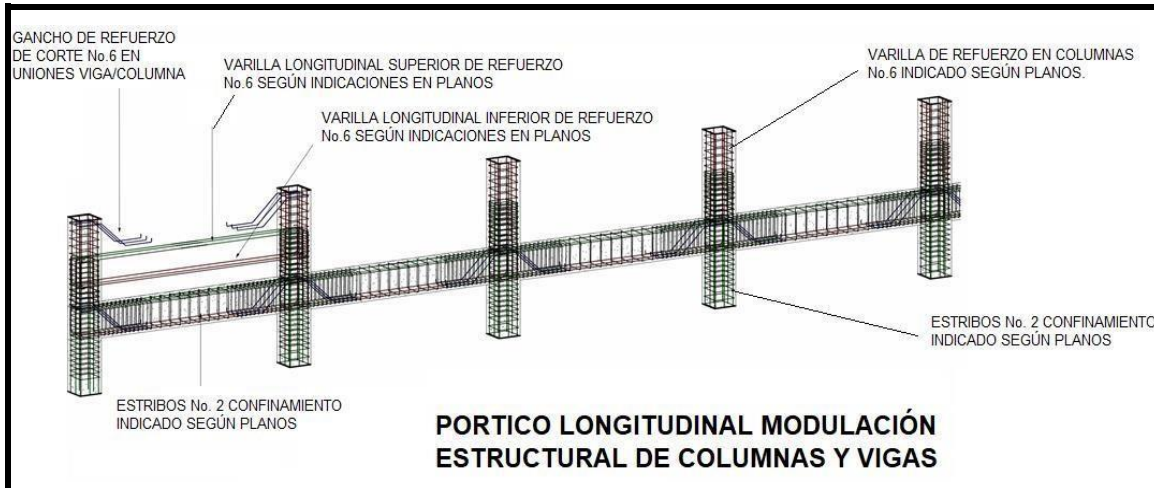 GANCHO DE REFUERZO
DE CORTE No.6 EN
UNIONES VIGA/COLUMNA
VARILLA LONGITUDINAL SUPERIOR DE REFUERZO
No.6 SEGÚN INDICACIONES EN PLANOS
VARILLA LONGITUDINAL INFERIOR DE REFUERZO
No.6 SEGÚN INDICACIONES EN PLANOS
VARILLA DE REFUERZO EN COLUMNAS
No.6 INDICADO SEGÚN PLANOS.
ESTRIBOS No. 2 CONFINAMIENTO
INDICADO SEGÚN PLANOS
ESTRIBOS No. 2 CONFINAMIENTO
INDICADO SEGÚN PLANOS
PORTICO LONGITUDINAL MODULACIÓN
ESTRUCTURAL DE COLUMNAS Y VIGAS